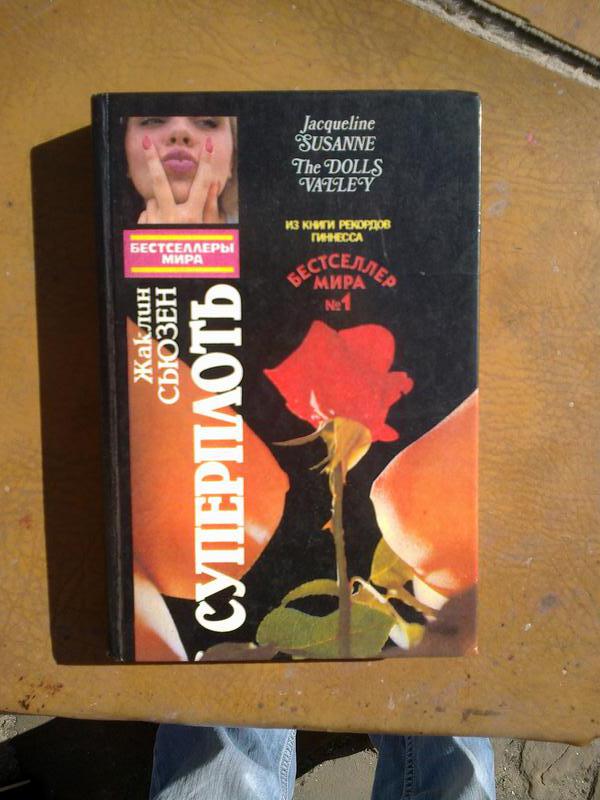 Jacqueline
SUSANNE
The DOLLS
VALLEY
ИЗ КНИГИ РЕКОРДОВ
ГИННЕССА
БЕСТСЕЛЛЕР
МИРА
№1
БЕСТСЕЛЛЕРЫ
МИРА
Жаклин
СЬЮЗЕН
СУПЕРПЛОТЬ